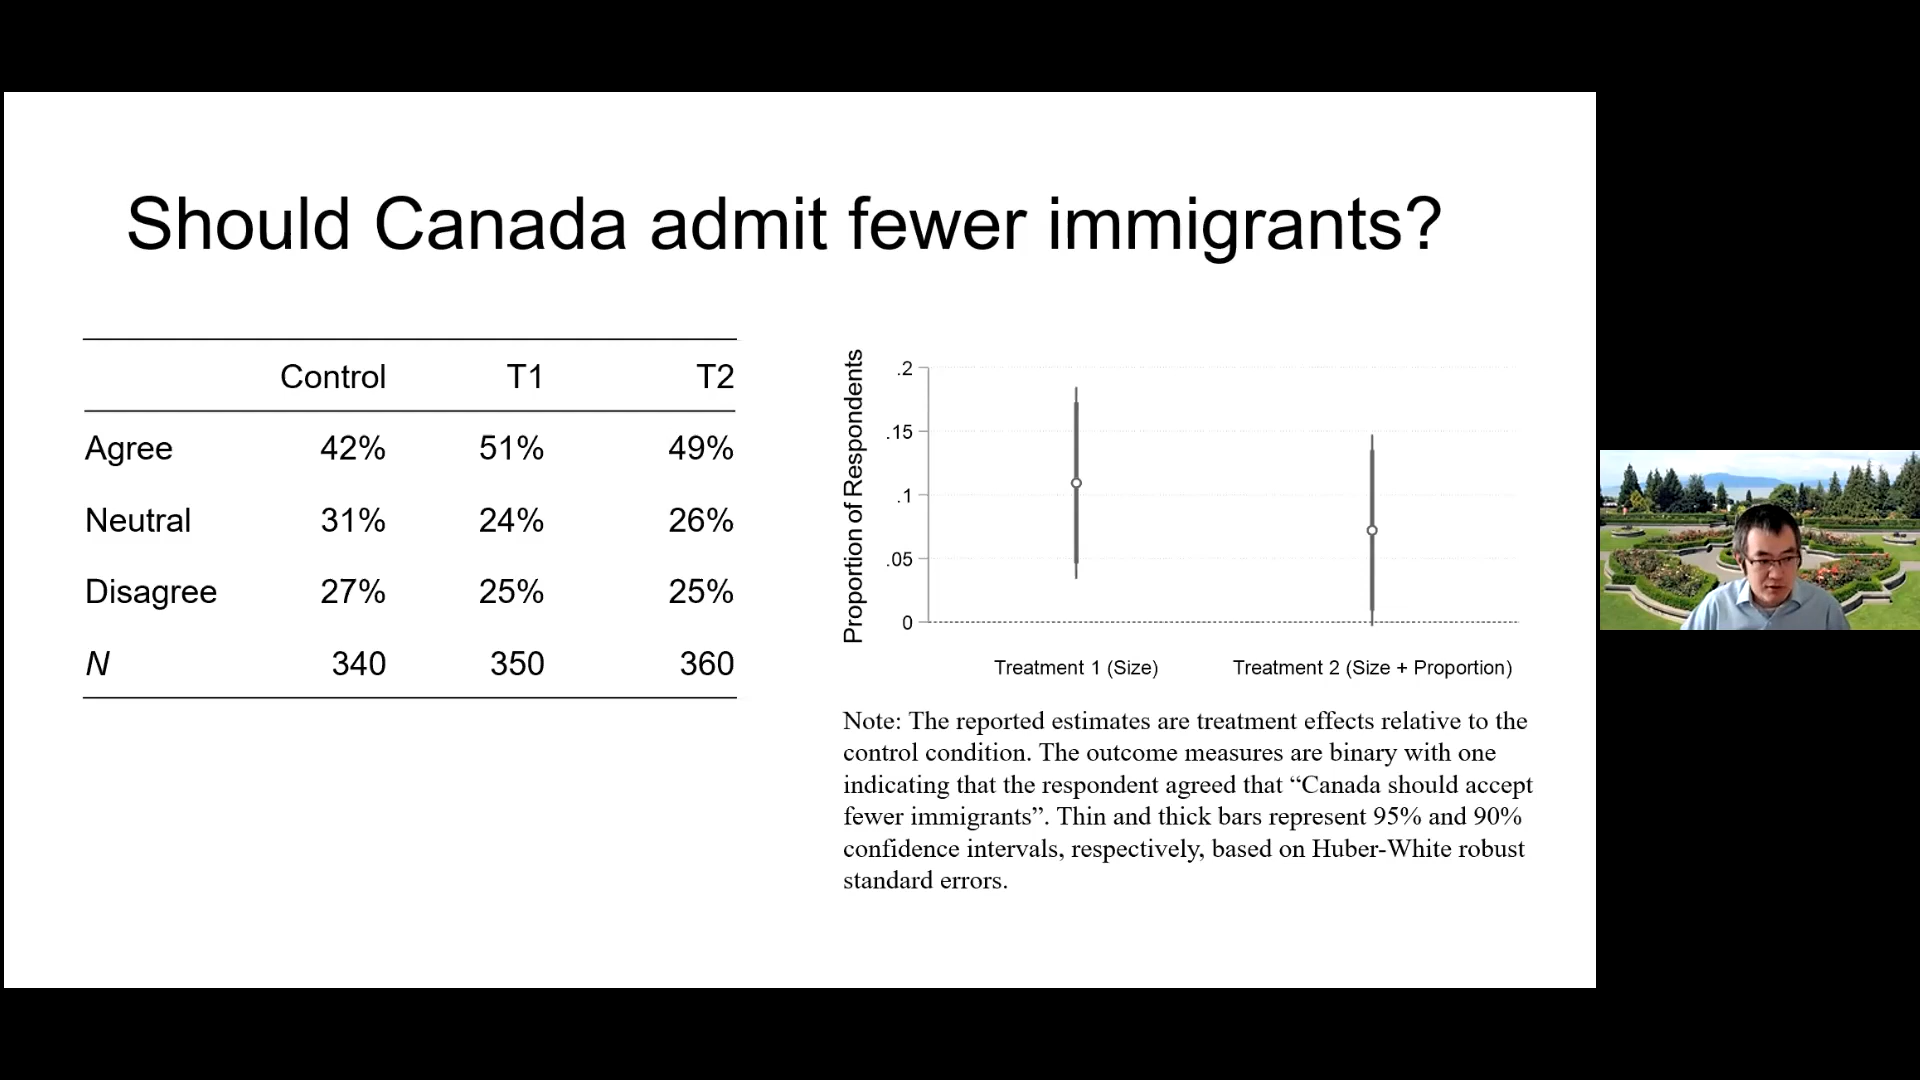 Should Canada admit fewer immigrants?
Control T1 T2
Agree 42% 51% 49%
Neutral 31% 24% 26%
Disagree 27% 25% 25%
N 340 350 360
Proportion of Respondents
.2
.15
.1
.05
0
Treatment 1 (Size) Treatment 2 (Size + Proportion)
Note: The reported estimates are treatment effects relative to the
control condition. The outcome measures are binary with one
indicating that the respondent agreed that “Canada should accept
fewer immigrants”. Thin and thick bars represent 95% and 90%
confidence intervals, respectively, based on Huber-White robust
standard errors.